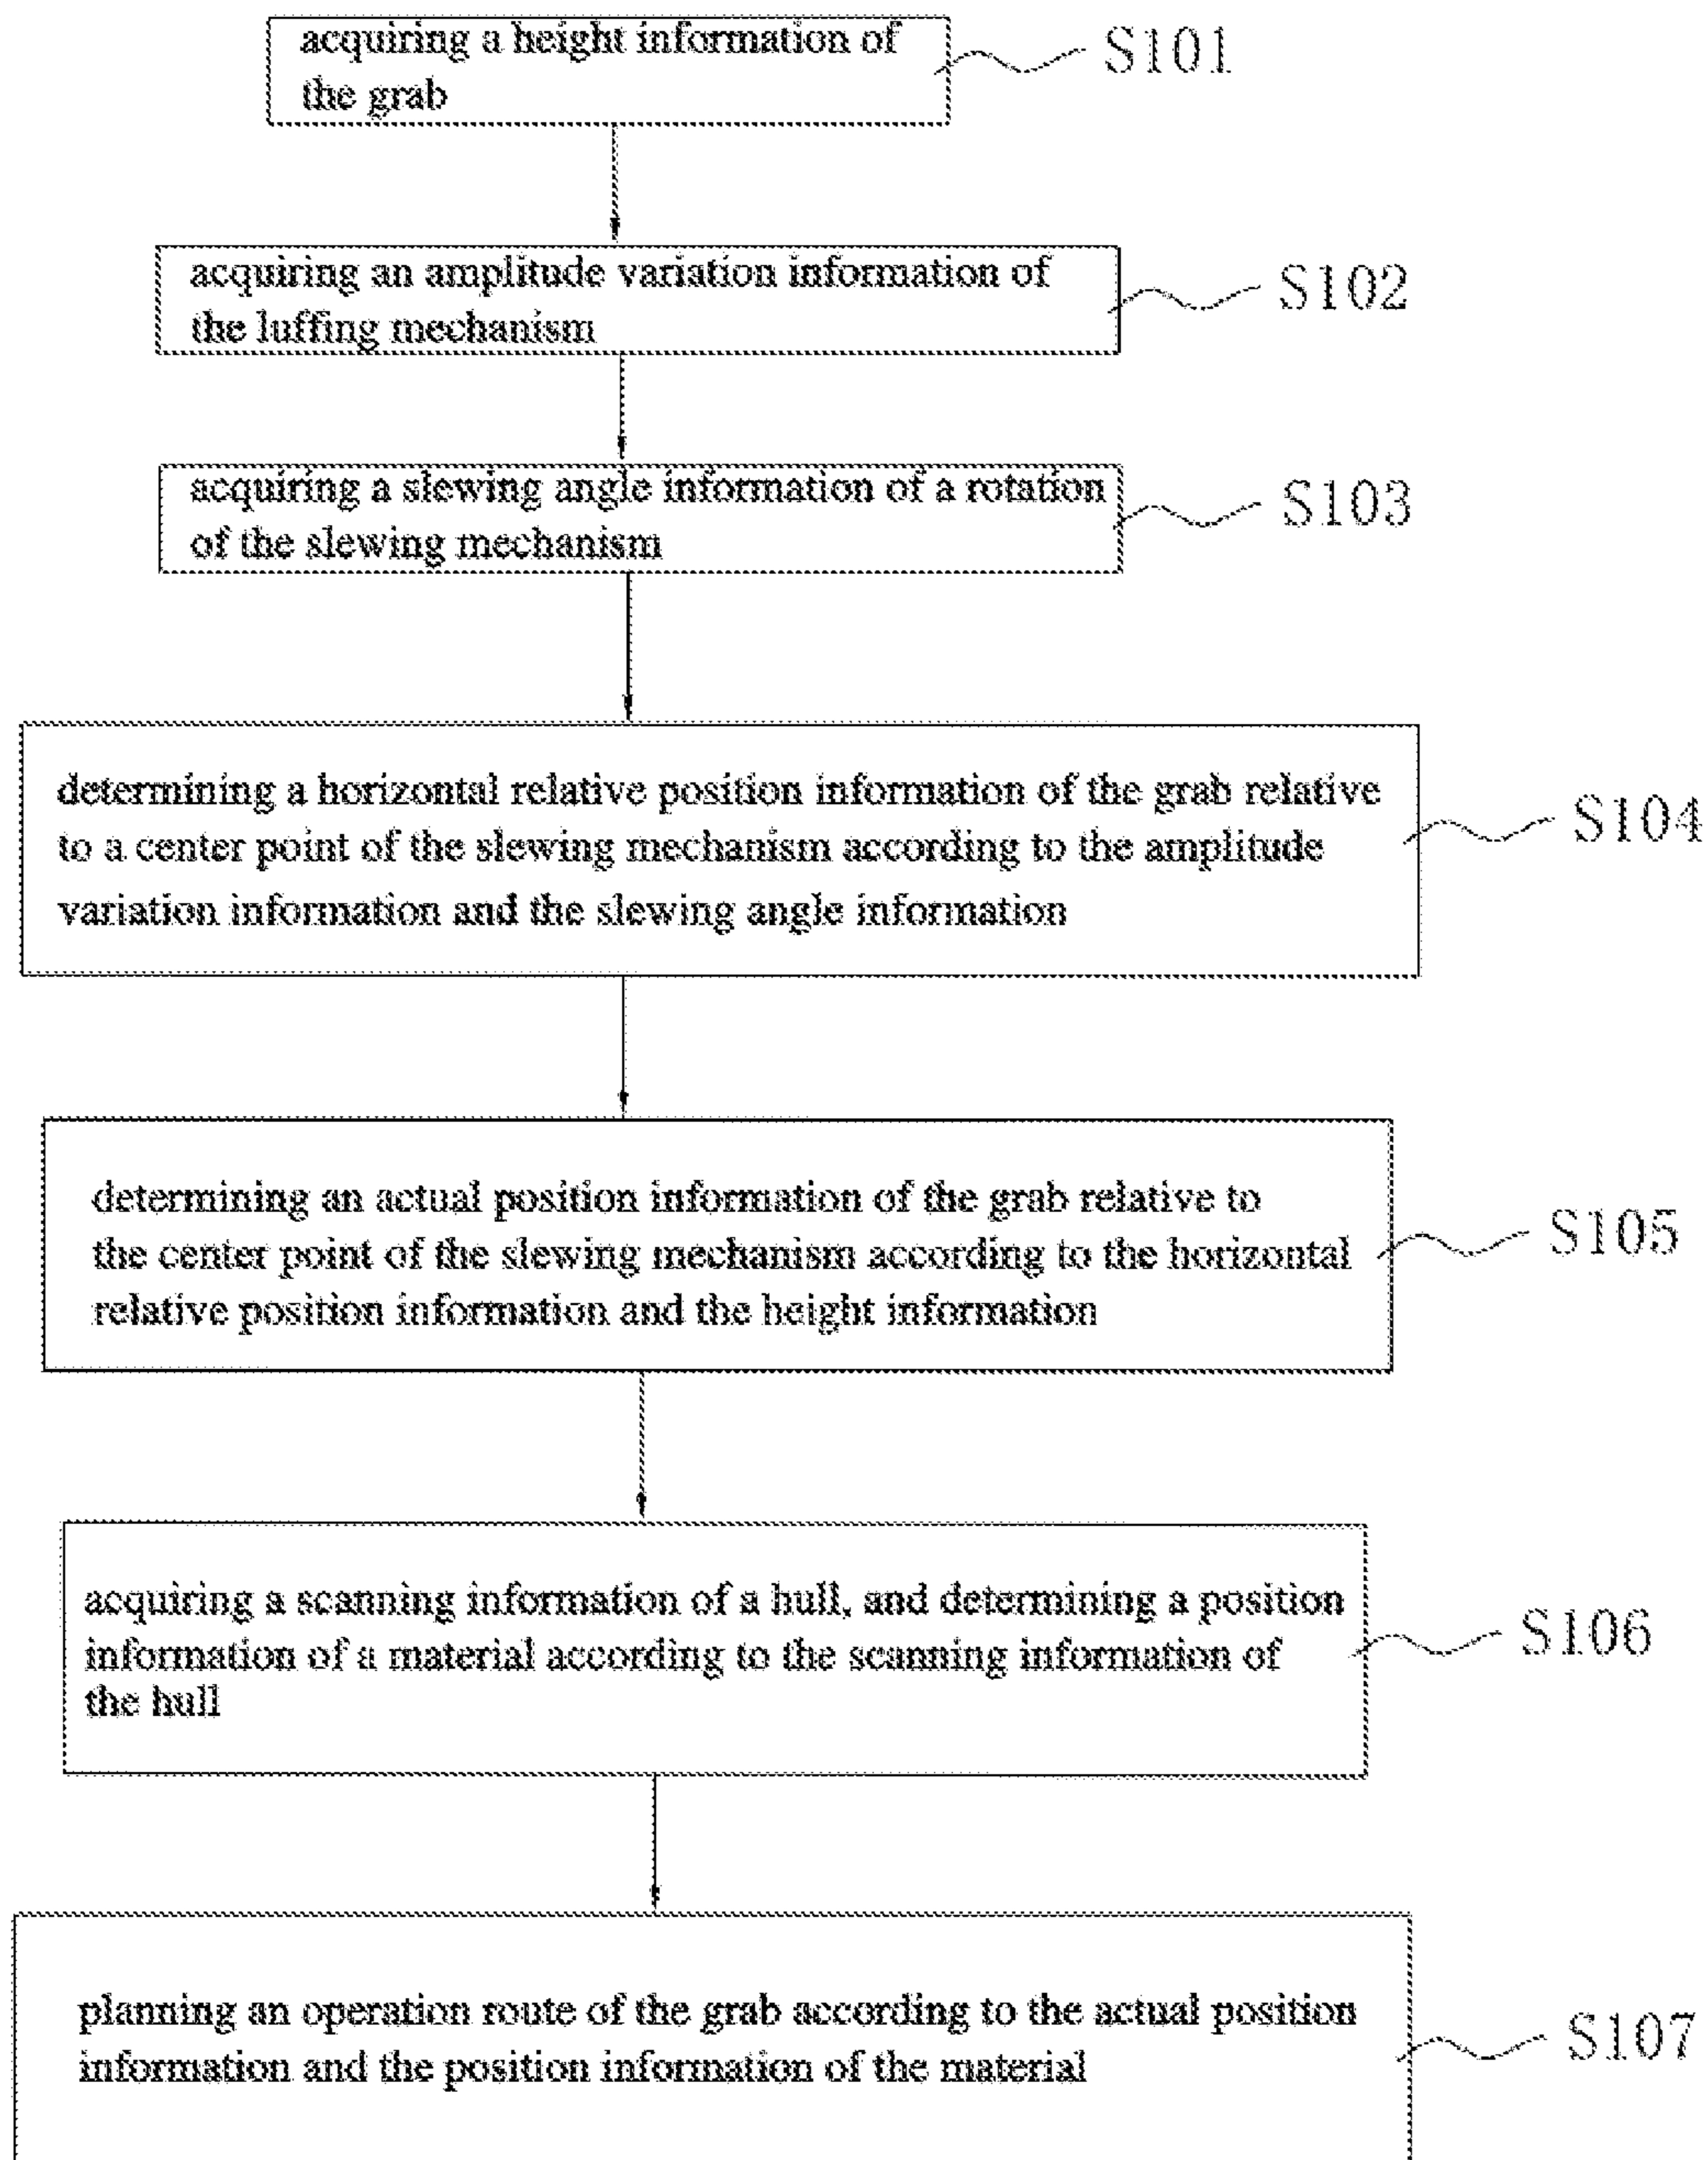 acquiring a height information of
the grab
S101
acquiring an amplitude variation information of
the luffing mechanism
S102
acquiring a slewing angle information of a rotation
of the slewing mechanism
S103
determining a horizontal relative position information of the grab relative
to a center point of the slewing mechanism according to the amplitude
variation information and the slewing angle information
S104
determining an actual position information of the grab relative to
the center point of the slewing mechanism according to the horizontal
relative position information and the height information
S105
acquiring a scanning information of a hull, and determining a position
information of a material according to the scanning information of
the hull
S106
planning an operation route of the grab according to the actual position
information and the position information of the material
S107